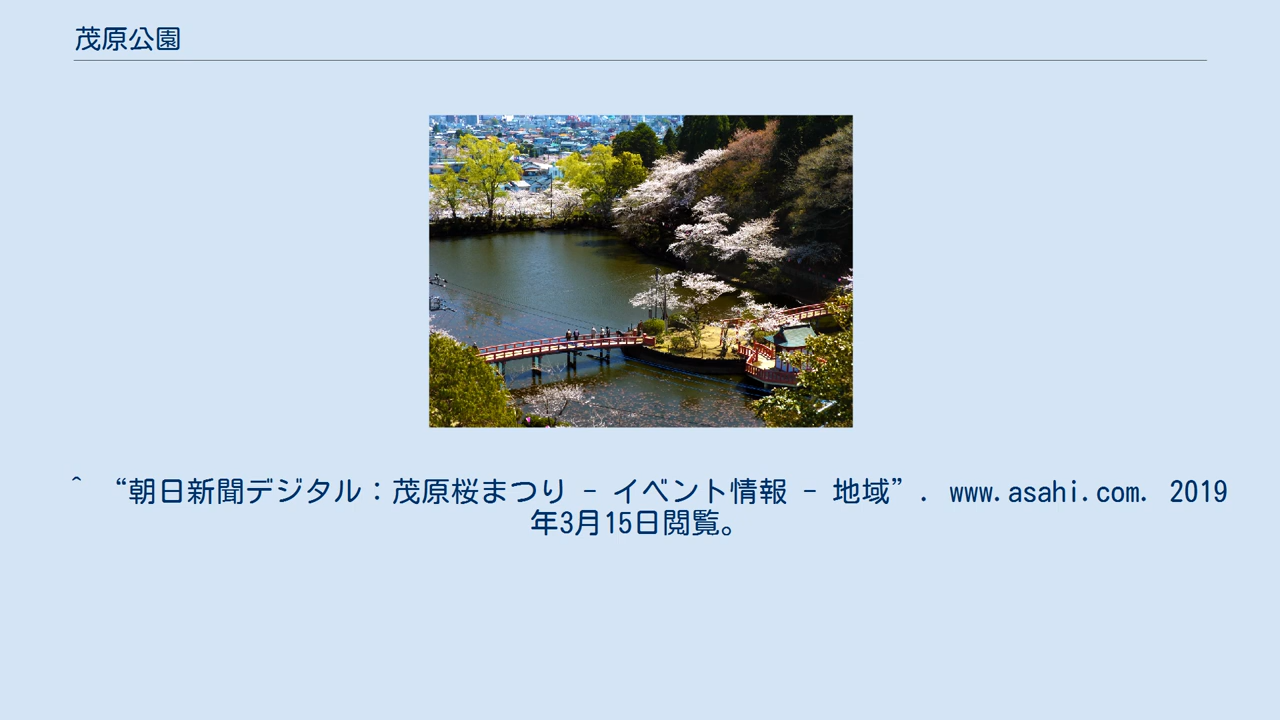 茂原公園
^ “朝日新聞デジタル：茂原桜まつり - イベント情報 - 地域”. www.asahi.com. 2019
年3月15日閲覧。